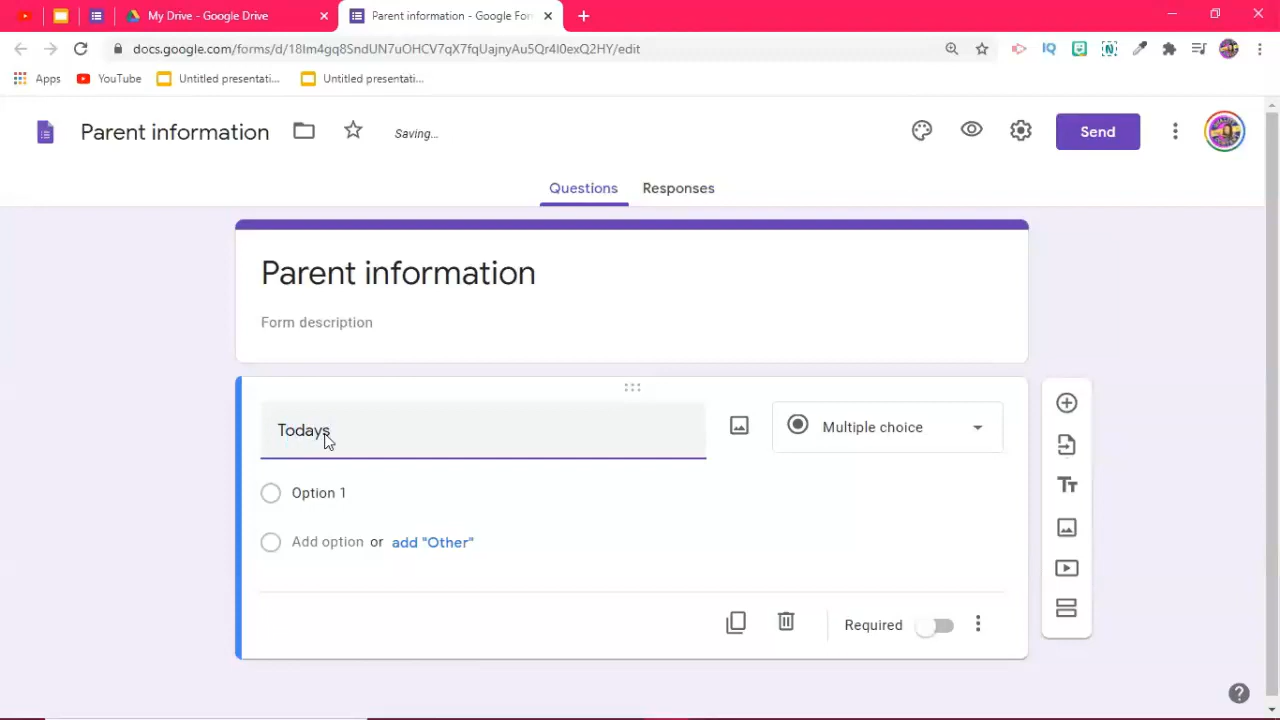 My Drive - Google Drive
Parent information - Google For
docs.google.com/forms/d/18Im4gq8SndUN7uOHCV7qX7fqUajnyAu5Qr4I0exQ2HY/edit
IQ
Apps
YouTube
Untitled presentati...
Untitled presentati...
Parent information
Saving...
Send
Questions
Responses
Parent information
Form description
Todays
Multiple choice
Option 1
Add option or add "Other"
Required